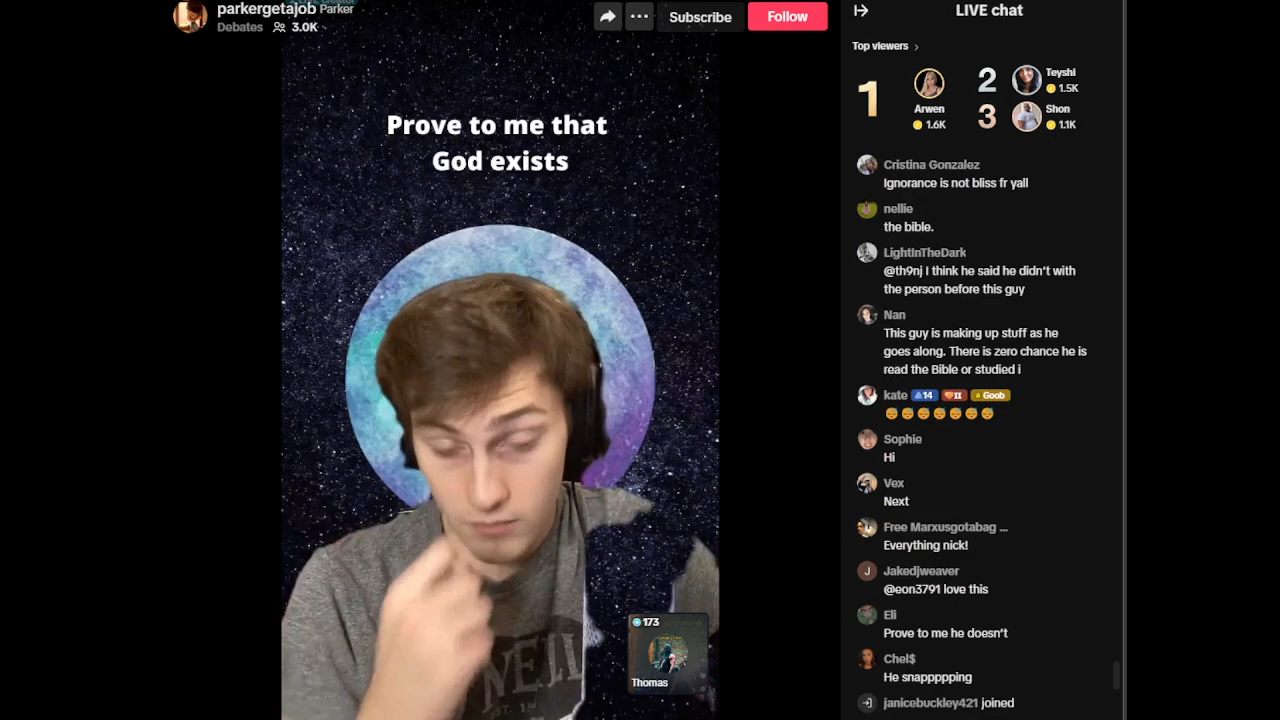 parkergetajob Parker
Debates 3.0K
Subscribe
Follow
LIVE chat
Prove to me that
God exists
173
Thomas
Top viewers
1
Arwen
1.6K
2
Teyshi
1.5K
3
Shon
1.1K
Cristina Gonzalez
Ignorance is not bliss fr yall
nellie
the bible.
LightInTheDark
@th9nj I think he said he didn't with
the person before this guy
Nan
This guy is making up stuff as he
goes along. There is zero chance he is
read the Bible or studied i
kate 14 II Goob
Sophie
Hi
Vex
Next
Free Marxusgotabag ...
Everything nick!
J Jakedjweaver
@eon3791 love this
Eli
Prove to me he doesn't
Chel$
He snappppping
janicebuckley421 joined